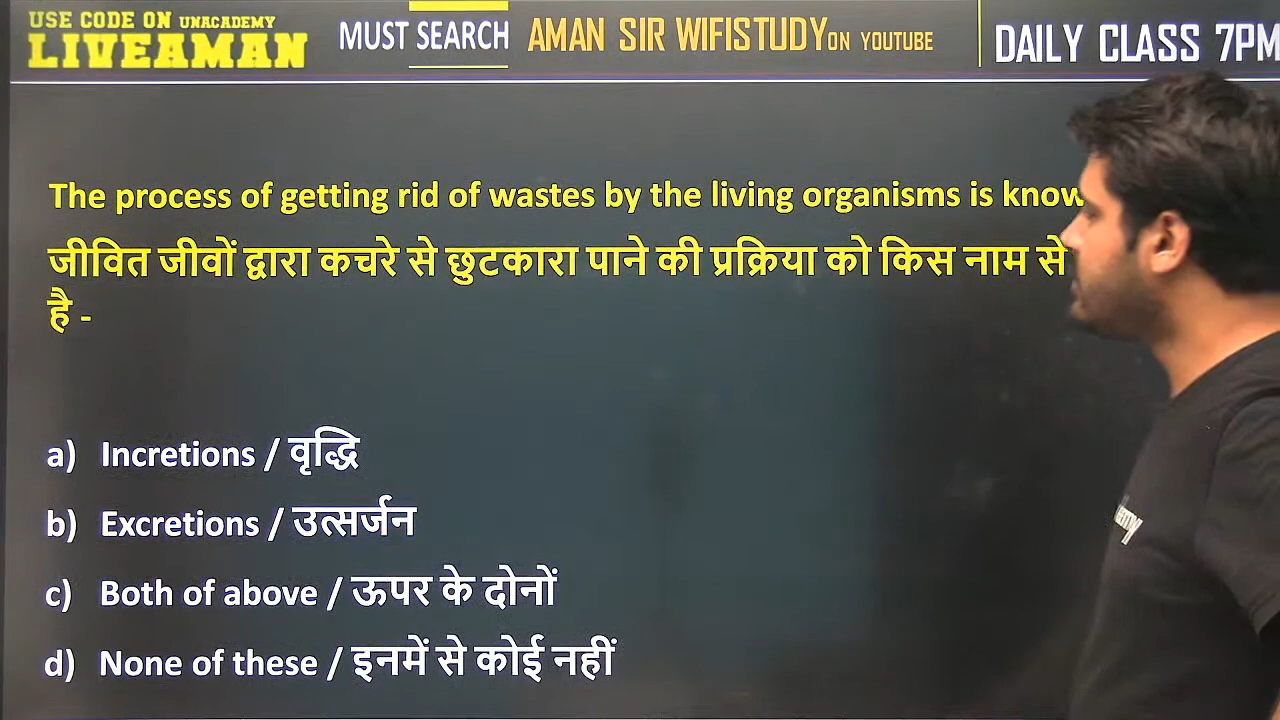 USE CODE ON UNACADEMY MUST SEARCH AMAN SIR WIFISTUDY ON YOUTUBE DAILY CLASS 7PM
LIVEAMAN
The process of getting rid of wastes by the living organisms is
जीवित जीवों द्वारा कचरे से छुटकारा पाने की प्रक्रिया को किस नाम से
है -
a) Incretions / वृद्धि
b) Excretions / उत्सर्जन
c) Both of above / ऊपर के दोनों
d) None of these / इनमें से कोई नहीं